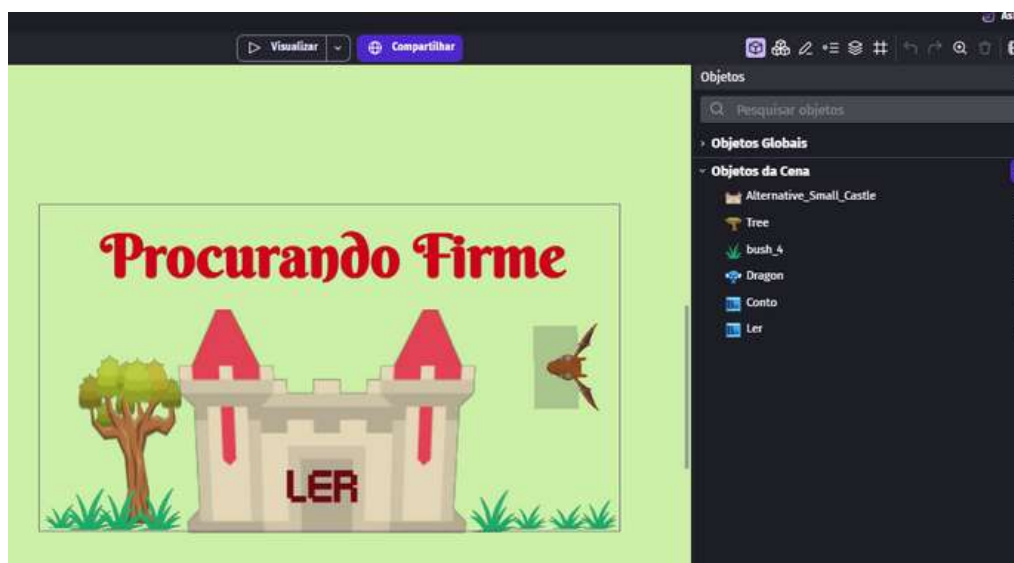 As
Visualizar
Compartilhar
Objetos
Pesquisar objetos
Objetos Globais
Objetos da Cena
Alternative_Small_Castle
Tree
bush_4
Dragon
Conto
Ler
Procurando Firme
LER